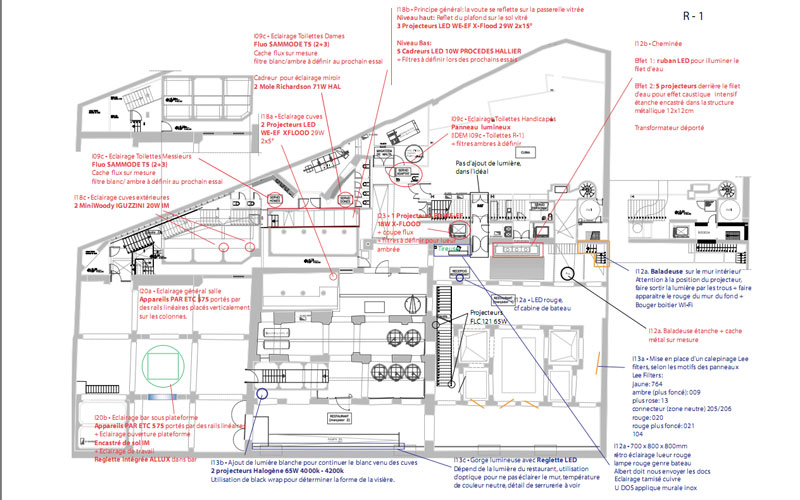 R - 1
I18b • Principe général: la voute se reflette sur la passerelle vitrée
Niveau haut: Reflet du plafond sur le sol vitré
3 Projecteurs LED WE-EF X-Flood 29W 2x15°
Niveau Bas:
5 Cadreurs LED 10W PROCEDES HALLIER
+ Filtres à définir lors des prochains essais
I09c • Eclairage Toilettes Dames
Fluo SAMMODE T5 (2+3)
Cache flux sur mesure
filtre blanc/ambre à définir au prochain essai
Cadreur pour éclairage miroir
2 Mole Richardson 71W HAL
I12b • Cheminée
Effet 1: ruban LED pour illuminer le
filet d'eau
Effet 2: 5 projecteurs derrière le filet
d'eau pour effet caustique intensif
étanche encastré dans la structure
métallique 12x12cm
Transformateur déporté
I18a • Eclairage cuves
2 Projecteurs LED
WE-EF XFLOOD 29W
2x5°
I09c • Eclairage Toilettes Handicapés
Panneau lumineux
(IDEM I09c • Toilettes R-1)
+ filtres ambres à définir
I09c • Eclairage Toilettes Messieurs
Fluo SAMMODE T5 (2+3)
Cache flux sur mesure
filtre blanc/ ambre à définir au prochain essai
Pas d'ajout de lumière,
dans l'idéal
I18c • Eclairage cuves extérieures
2 MiniWoody IGUZZINI 20W IM
18W X-FLOOD
+ coupe flux
+ filtres à définir pour lueur
ambrée
I12a. Baladeuse sur le mur intérieur
Attention à la position du projecteur,
faire sortir la lumière par les trous + faire
apparaître le rouge du mur du fond +
Bouger boitier Wi-Fi
I20a • Eclairage général salle
Appareils PAR ETC 575 portés par
des rails linéaires placés verticalement
sur les colonnes.
I12a • LED rouge,
cf cabine de bateau
Projecteurs
FLC 121 65W
I12a. Baladeuse étanche + cache
métal sur mesure
I13a • Mise en place d'un calepinage Lee
filters, selon les motifs des panneaux
Lee Filters:
jaune: 764
ambre (plus foncé): 009
plus rose: 13
connecteur (zone neutre) 205/206
rouge: 020
rouge plus foncé: 021
104
I20b • Eclairage bar sous plateforme
Appareils PAR ETC 575 portés par des rails linéaires
+ Eclairage ouverture plateforme
Encastré de sol IM
+ Eclairage de travail
Reglette intégrée ALLUX dans bar
I12a • 700 x 800 x 800mm
rétro éclairage lueur rouge
lampe rouge genre bateau
Albert doit nous envoyer les docs
Eclairage tamisé cuivre
U DOS applique murale inox
I13b • Ajout de lumière blanche pour continuer le blanc venu des cuves
2 projecteurs Halogène 65W 4000k • 4200k
Utilisation de black wrap pour déterminer la forme de la visière.
I13c • Gorge lumineuse avec Reglette LED
Dépend de la lumière du restaurant, utilisation
d'optique pour ne pas éclairer le mur, température
de couleur neutre, détail de serrurerie à voir